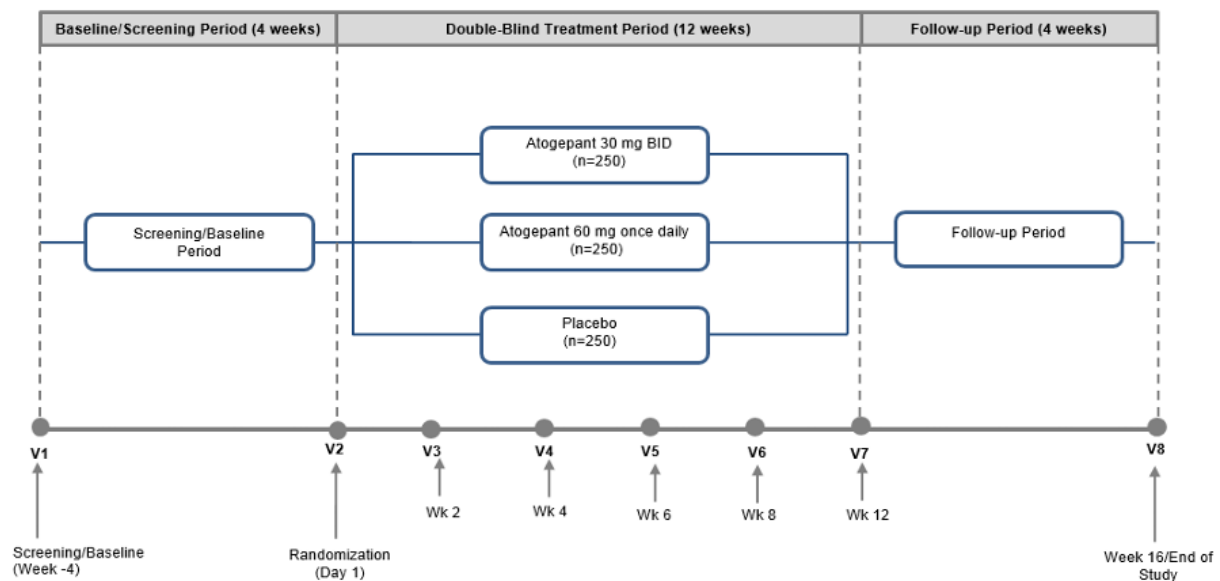 Baseline/Screening Period (4 weeks)
Double-Blind Treatment Period (12 weeks)
Follow-up Period (4 weeks)
Atogepant 30 mg BID
(n=250)
Screening/Baseline
Period
Atogepant 60 mg once daily
(n=250)
Follow-up Period
Placebo
(n=250)
V1
V2
V3
V4
V5
V6
V7
V8
Wk 2
Wk 4
Wk 6
Wk 8
Wk 12
Screening/Baseline
(Week -4)
Randomization
(Day 1)
Week 16/End of
Study